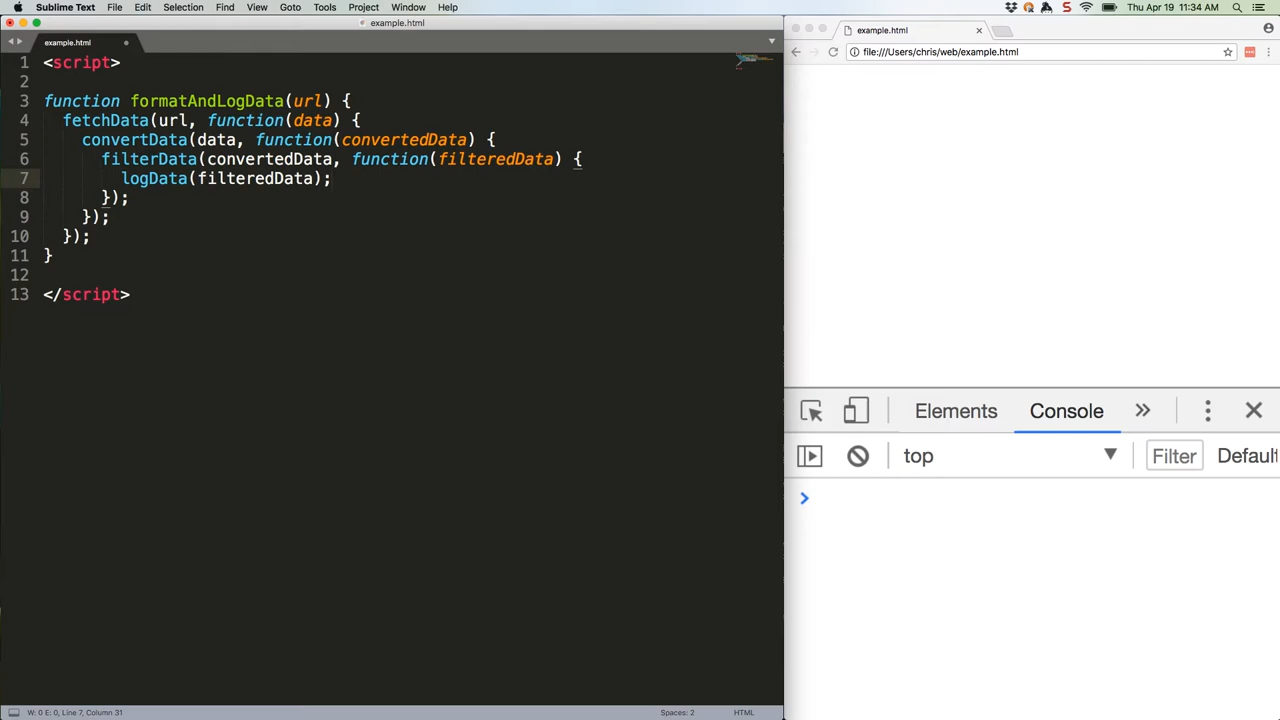 Sublime Text File Edit Selection Find View Goto Tools Project Window Help Thu Apr 19 11:34 AM
example.html
example.html
1 <script>
2
3 function formatAndLogData(url) {
4 fetchData(url, function(data) {
5 convertData(data, function(convertedData) {
6 filterData(convertedData, function(filteredData) {
7 logData(filteredData);
8 });
9 });
10 });
11 }
12
13 </script>
W: 0 E: 0, Line 7, Column 31 Spaces: 2 HTML
example.html
file:///Users/chris/web/example.html
Elements Console
top Filter Default